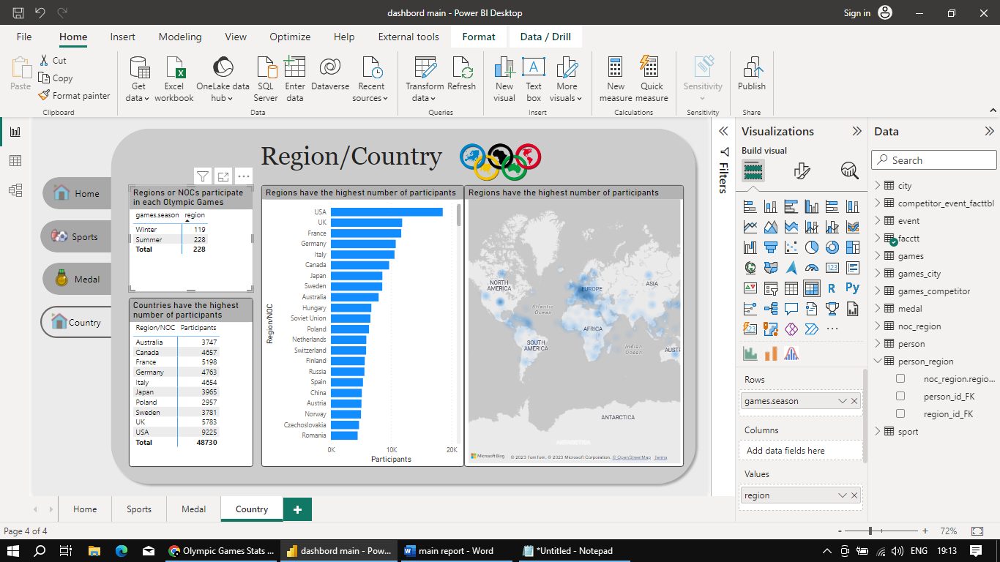 dashbord main - Power BI Desktop
Sign in
File Home Insert Modeling View Optimize Help External tools Format Data / Drill
Paste
Cut
Copy
Format painter
Clipboard
Get data
Excel workbook
OneLake data hub
SQL Server
Enter data
Dataverse
Recent sources
Data
Transform data
Refresh
Queries
New visual
Text box
More visuals
Insert
New measure
Quick measure
Calculations
Sensitivity
Sensitivity
Publish
Share
Home
Sports
Medal
Country
Region/Country
Regions or NOCs participate
in each Olympic Games
games.season region
Winter 119
Summer 228
Total 228
Countries have the highest
number of participants
Region/NOC Participants
Australia 3747
Canada 4657
France 5198
Germany 4763
Italy 4654
Japan 3965
Poland 2957
Sweden 3781
UK 5783
USA 9225
Total 48730
Regions have the highest number of participants
Region/NOC
USA
UK
France
Germany
Italy
Canada
Japan
Sweden
Australia
Hungary
Soviet Union
Poland
Netherlands
Switzerland
Finland
Russia
Spain
China
Austria
Norway
Czechoslovakia
Romania
0K 10K 20K
Participants
Regions have the highest number of participants
NORTH AMERICA
EUROPE
ASIA
Atlantic Ocean
AFRICA
SOUTH AMERICA
Indian Ocean
AUSTR
ANTARCTICA
ANTARCTICA
Microsoft Bing
© 2023 TomTom, © 2023 Microsoft Corporation, © OpenStreetMap Terms
Filters
Visualizations
Build visual
R Py
123
123
Rows
games.season
Columns
Add data fields here
Values
region
Data
Search
city
competitor_event_facttbl
event
facctt
games
games_city
games_competitor
medal
noc_region
person
person_region
noc_region.regio...
person_id_FK
region_id_FK
sport
Home Sports Medal Country +
Page 4 of 4
- + 72%
Olympic Games Stats ...
dashbord main - Pow...
main report - Word
*Untitled - Notepad
ENG 19:13